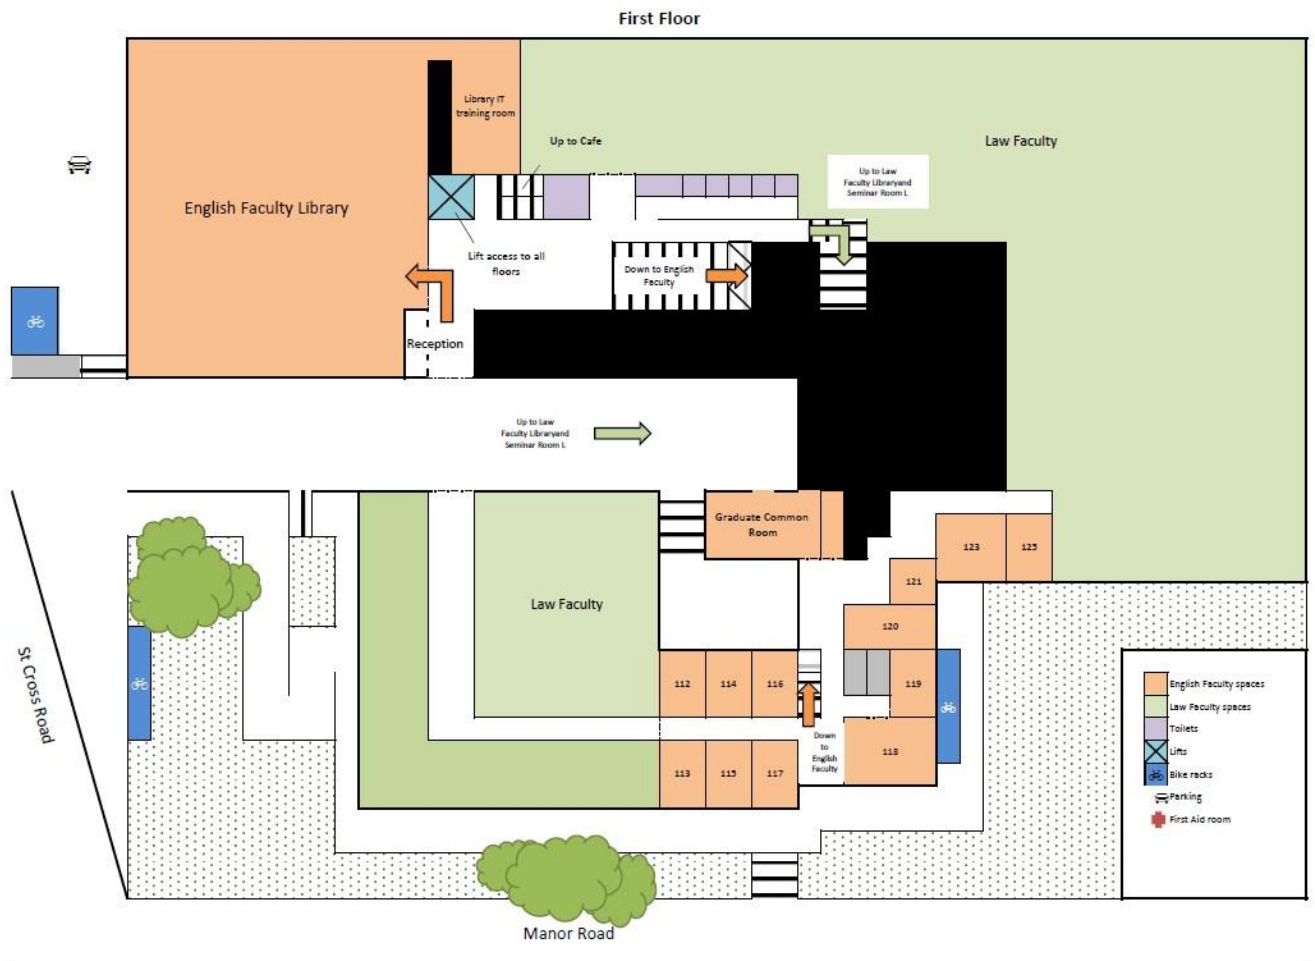 First Floor
Library IT
training room
Up to Cafe
Law Faculty
Up to Law
Faculty Libraryand
Seminar Room L
English Faculty Library
Lift access to all
floors
Down to English
Faculty
Reception
Up to Law
Faculty Libraryand
Seminar Room L
Graduate Common
Room
123
125
121
Law Faculty
120
112
114
116
119
St Cross Road
Down
to
English
Faculty
118
113
115
117
English Faculty spaces
Law Faculty spaces
Toilets
Lifts
Bike racks
Parking
First Aid room
Manor Road